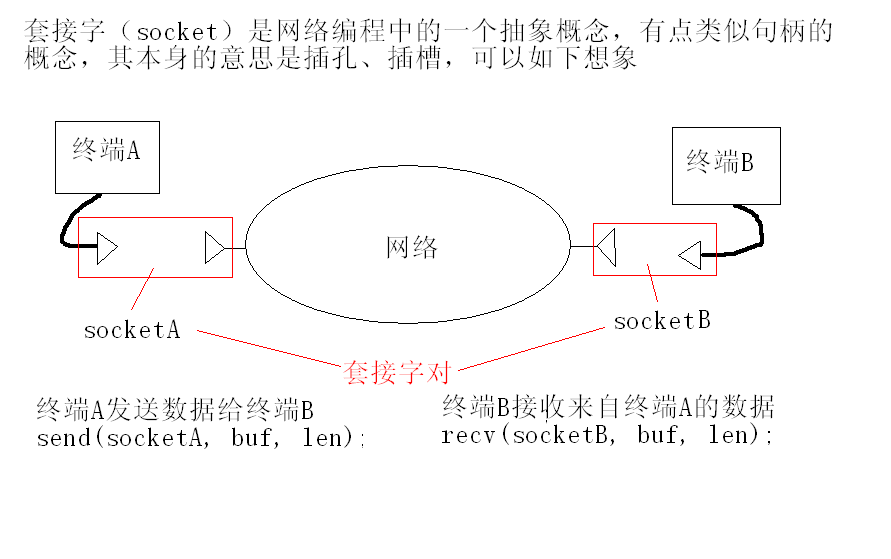 套接字（socket）是网络编程中的一个抽象概念，有点类似句柄的
概念，其本身的意思是插孔、插槽，可以如下想象
终端A
终端B
网络
socketA
socketB
套接字对
终端A发送数据给终端B
send(socketA, buf, len);
终端B接收来自终端A的数据
recv(socketB, buf, len);